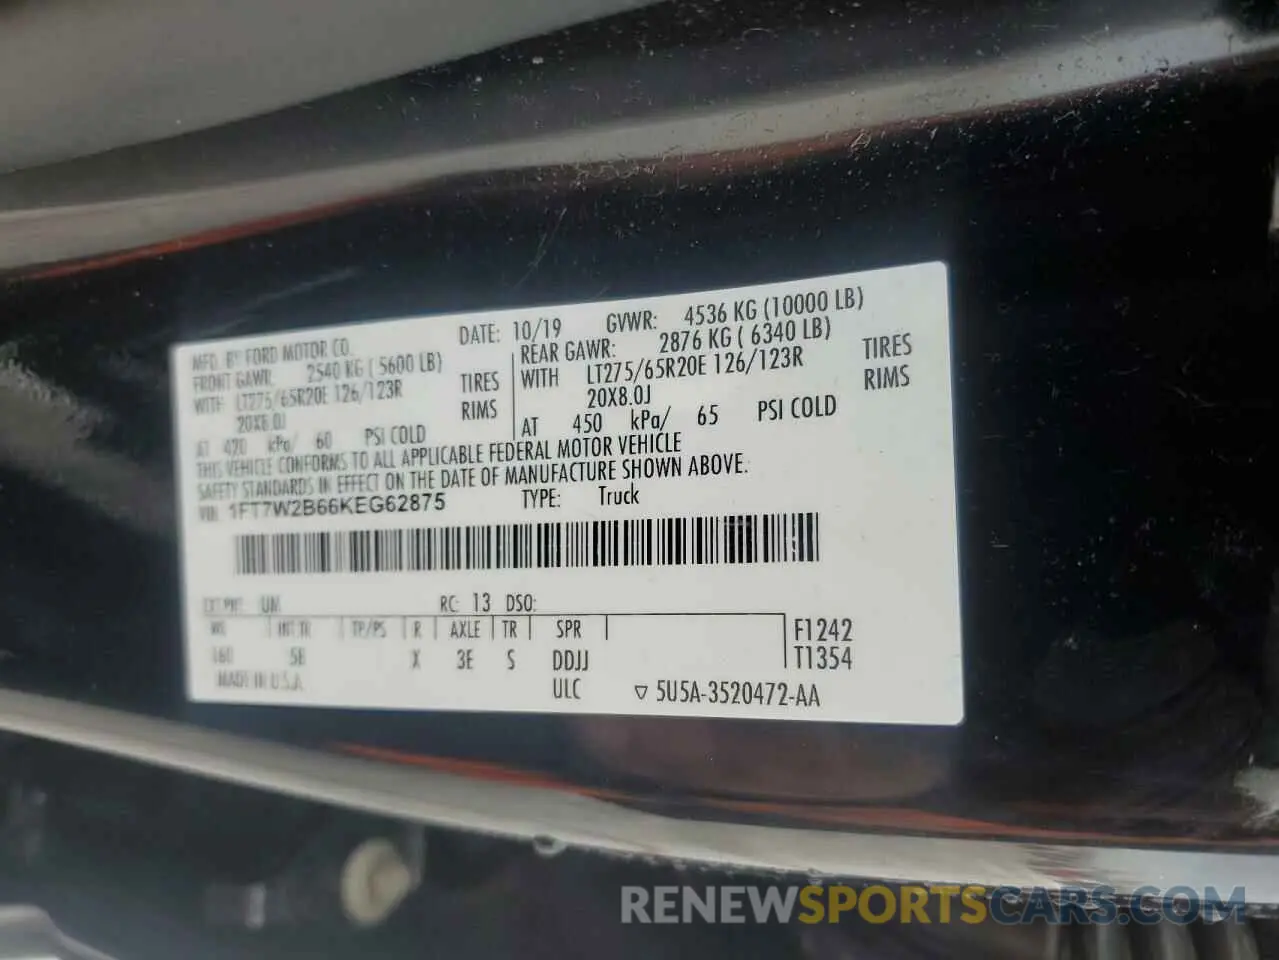 MFD. BY FORD MOTOR CO.
DATE: 10/19 GVWR: 4536 KG (10000 LB)
FRONT GAWR: 2540 KG ( 5600 LB) REAR GAWR: 2876 KG ( 6340 LB)
WITH LT275/65R20E 126/123R TIRES WITH LT275/65R20E 126/123R TIRES
20X8.0J RIMS 20X8.0J RIMS
AT 420 kPa/ 60 PSI COLD AT 450 kPa/ 65 PSI COLD
THIS VEHICLE CONFORMS TO ALL APPLICABLE FEDERAL MOTOR VEHICLE
SAFETY STANDARDS IN EFFECT ON THE DATE OF MANUFACTURE SHOWN ABOVE.
VIN: 1FT7W2B66KEG62875 TYPE: Truck
EXT PNT: UM RC: 13 DSO:
WB INT TR TP/PS R AXLE TR SPR F1242
160 5B X 3E S DDJJ T1354
MADE IN U.S.A. ULC ▽ 5U5A-3520472-AA
RENEWSPORTSCARS.COM